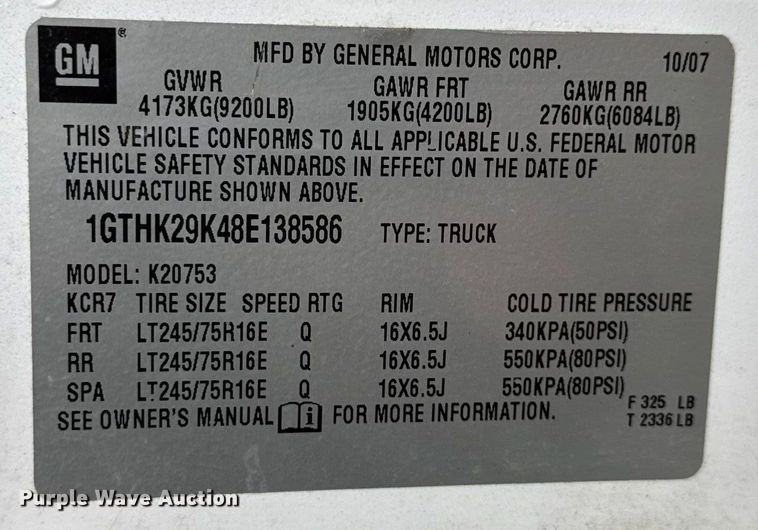 GM ® MFD BY GENERAL MOTORS CORP. 10/07
GVWR GAWR FRT GAWR RR
4173KG(9200LB) 1905KG(4200LB) 2760KG(6084LB)
THIS VEHICLE CONFORMS TO ALL APPLICABLE U.S. FEDERAL MOTOR
VEHICLE SAFETY STANDARDS IN EFFECT ON THE DATE OF
MANUFACTURE SHOWN ABOVE.
1GTHK29K48E138586 TYPE: TRUCK
MODEL: K20753
KCR7 TIRE SIZE SPEED RTG RIM COLD TIRE PRESSURE
FRT LT245/75R16E Q 16X6.5J 340KPA(50PSI)
RR LT245/75R16E Q 16X6.5J 550KPA(80PSI)
SPA LT245/75R16E Q 16X6.5J 550KPA(80PSI)
SEE OWNER'S MANUAL i FOR MORE INFORMATION.
F 325 LB
T 2336 LB
Purple Wave Auction